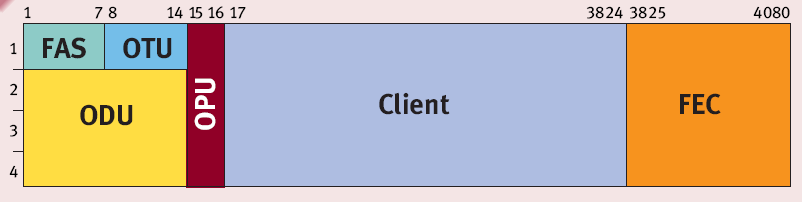 1 7 8 14 15 16 17 3824 3825 4080
1 FAS OTU
2
ODU OPU Client FEC
3
4